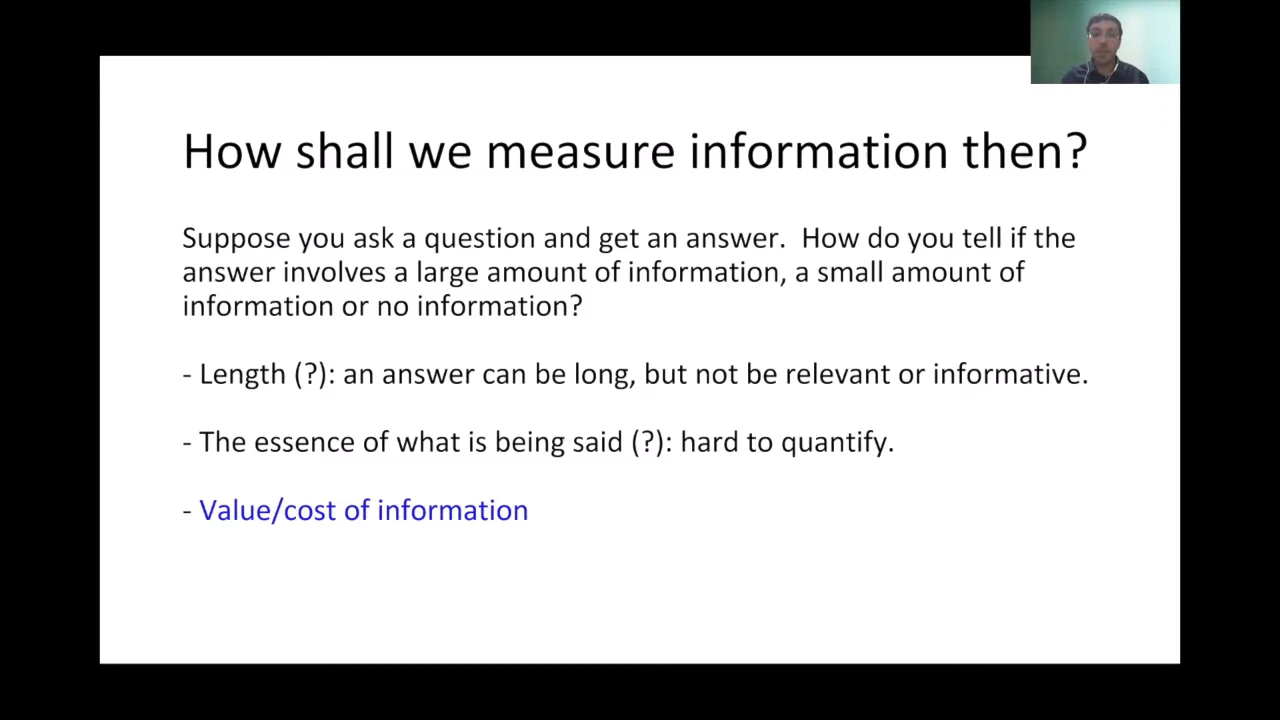 How shall we measure information then?
Suppose you ask a question and get an answer.  How do you tell if the
answer involves a large amount of information, a small amount of
information or no information?
- Length (?): an answer can be long, but not be relevant or informative.
- The essence of what is being said (?): hard to quantify.
- Value/cost of information